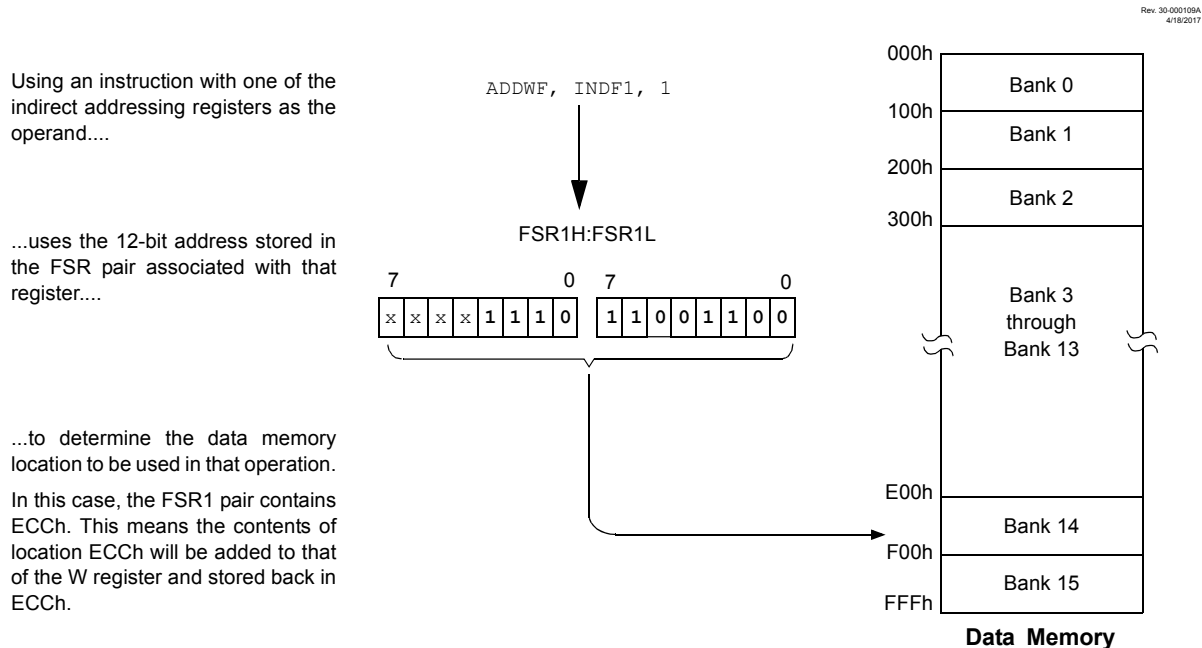 Rev. 30-000109A
4/18/2017
Using an instruction with one of the
indirect addressing registers as the
operand....
ADDWF, INDF1, 1
...uses the 12-bit address stored in
the FSR pair associated with that
register....
FSR1H:FSR1L
7 0 7 0
x x x x 1 1 1 0 1 1 0 0 1 1 0 0
...to determine the data memory
location to be used in that operation.
In this case, the FSR1 pair contains
ECCh. This means the contents of
location ECCh will be added to that
of the W register and stored back in
ECCh.
000h
Bank 0
100h
Bank 1
200h
Bank 2
300h
Bank 3
through
Bank 13
E00h
Bank 14
F00h
Bank 15
FFFh
Data Memory